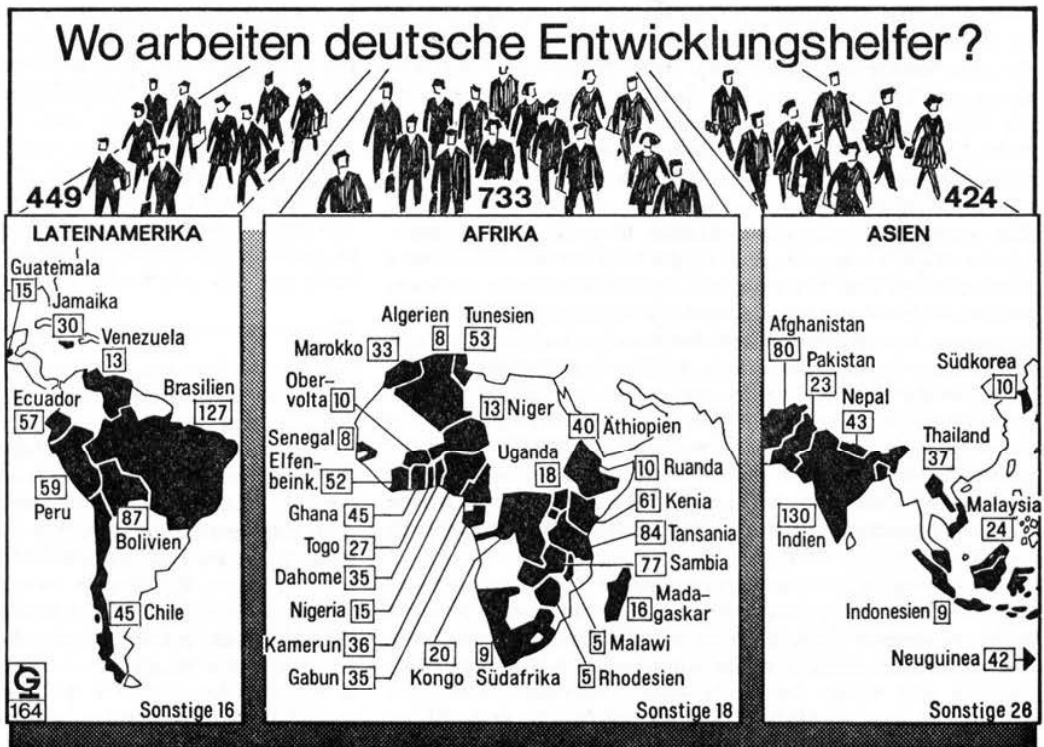 Wo arbeiten deutsche Entwicklungshelfer?
449
733
424
LATEINAMERIKA
Guatemala
15
Jamaika
30
Venezuela
13
Ecuador
57
Brasilien
127
59
Peru
87
Bolivien
45 Chile
G
164
Sonstige 16
AFRIKA
Algerien
8
Tunesien
53
Marokko 33
Ober-
volta 10
13 Niger
Senegal 8
40 Äthiopien
Elfen-
beink. 52
Uganda
18
10 Ruanda
Ghana 45
61 Kenia
Togo 27
84 Tansania
Dahome 35
77 Sambia
Nigeria 15
16 Mada-
gaskar
Kamerun 36
5 Malawi
Gabun 35
20
Kongo
9
Südafrika
5 Rhodesien
Sonstige 18
ASIEN
Afghanistan
80
Pakistan
23
Nepal
43
Südkorea
10
Thailand
37
130
Indien
Malaysia
24
Indonesien 9
Neuguinea 42
Sonstige 26